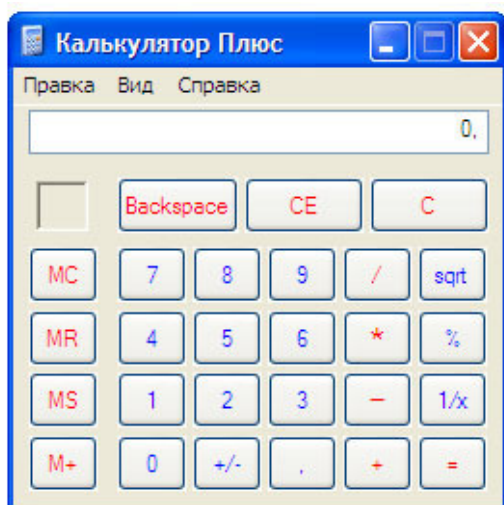 Калькулятор Плюс
Правка Вид Справка
0,
Backspace CE C
MC 7 8 9 / sqrt
MR 4 5 6 * %
MS 1 2 3 − 1/x
M+ 0 +/- , + =